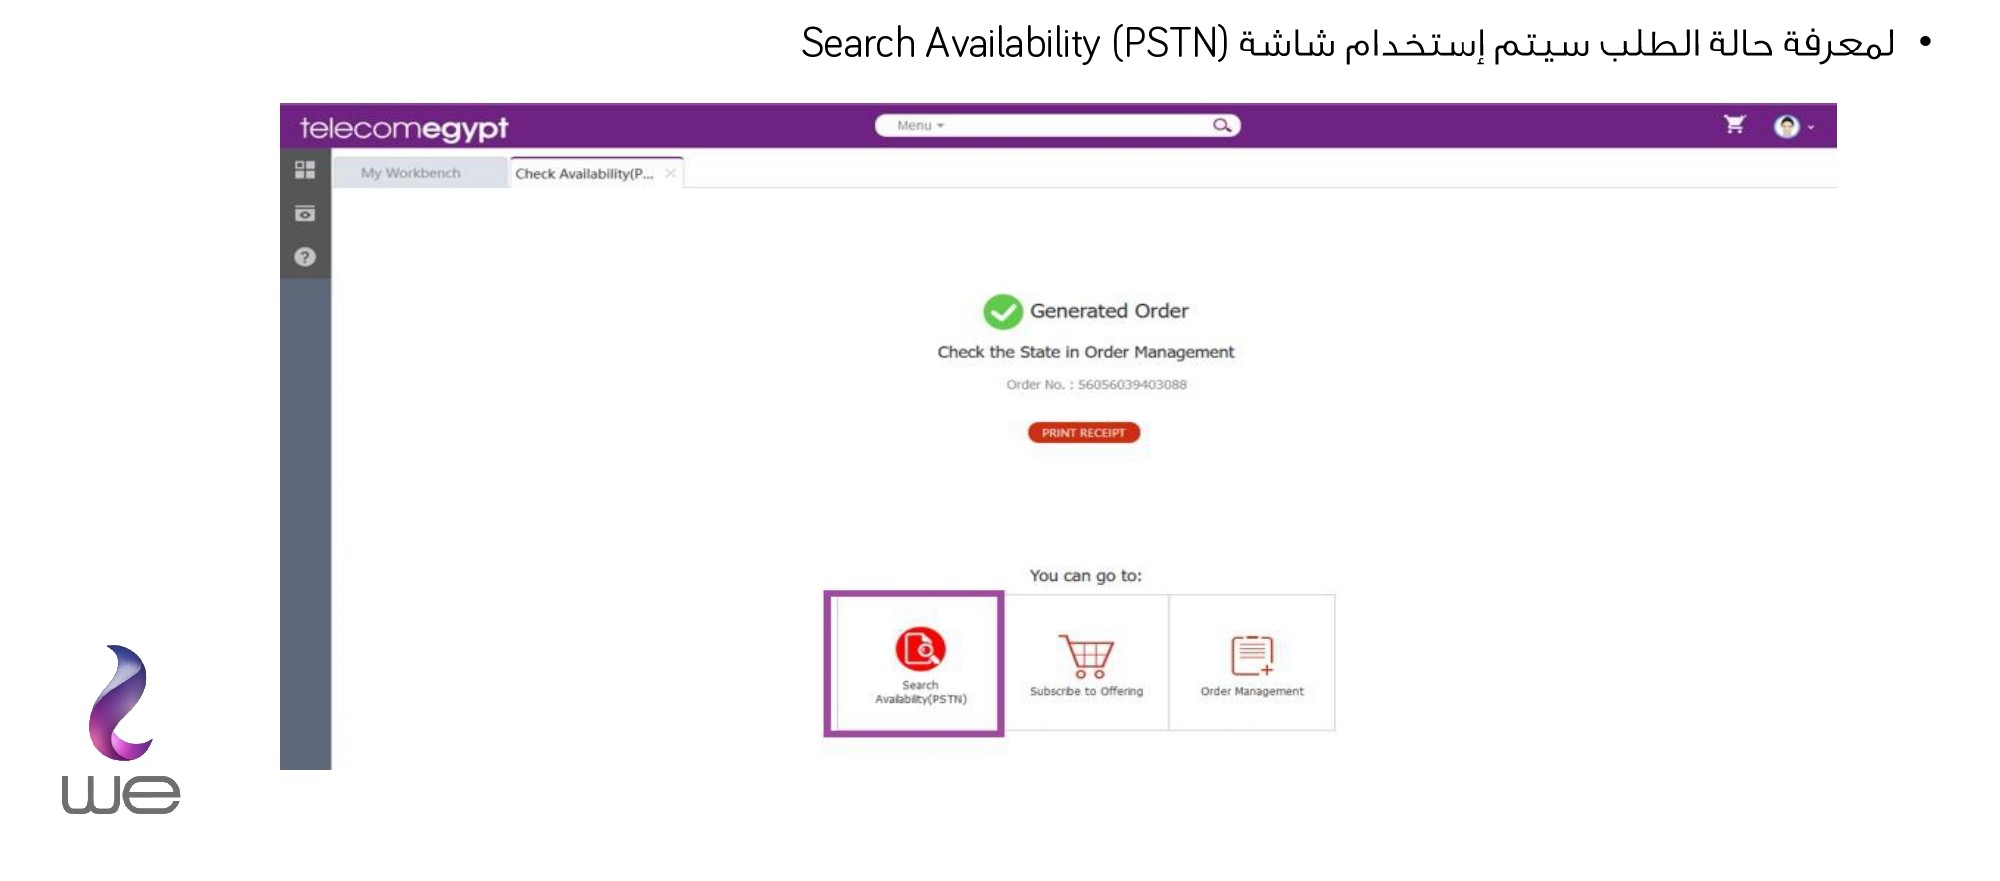 • لمعرفة حالة الطلب سيتم إستخدام شاشة Search Availability (PSTN)
telecomegypt
Menu
My Workbench
Check Availability(P...
Generated Order
Check the State in Order Management
Order No. : 56056039403088
PRINT RECEIPT
You can go to:
Search
Availability(PSTN)
Subscribe to Offering
Order Management
we